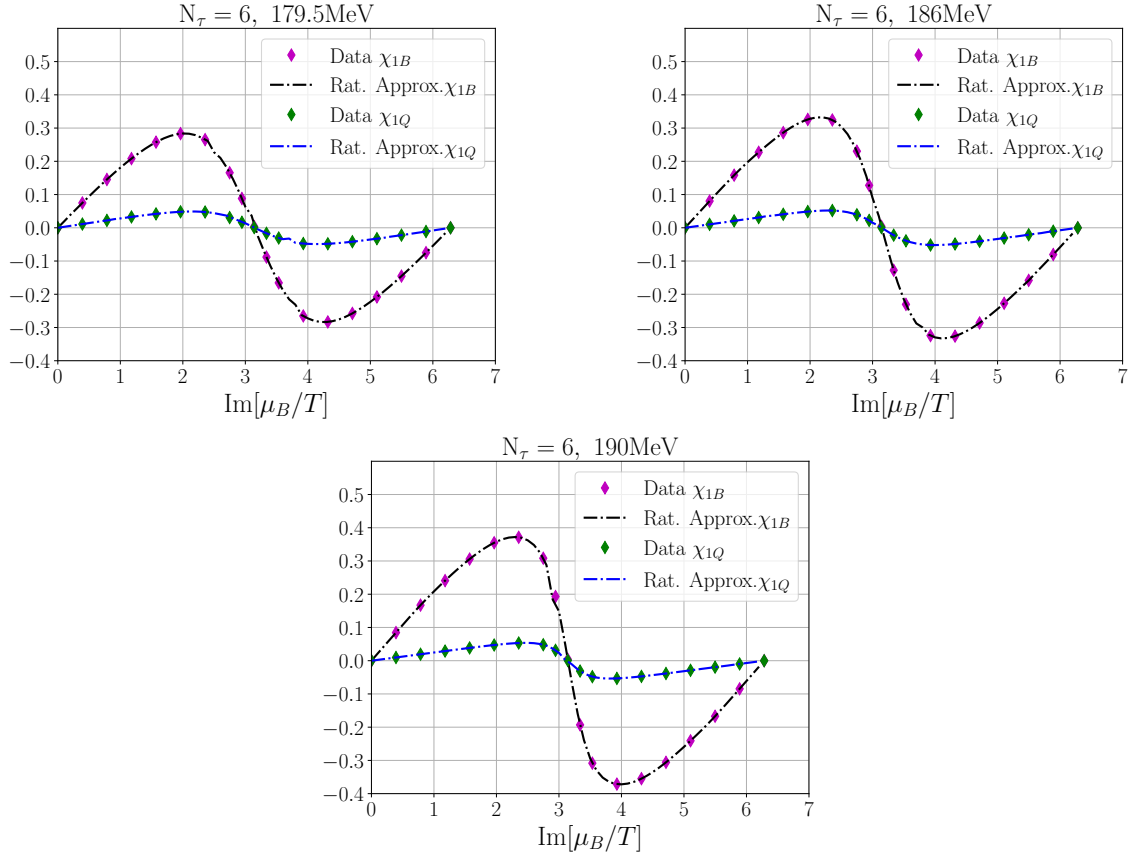 N_τ = 6, 179.5MeV
Data χ_1B
Rat. Approx.χ_1B
Data χ_1Q
Rat. Approx.χ_1Q
0.5
0.4
0.3
0.2
0.1
0.0
−0.1
−0.2
−0.3
−0.4
0 1 2 3 4 5 6 7
Im[μ_B/T]
N_τ = 6, 186MeV
Data χ_1B
Rat. Approx.χ_1B
Data χ_1Q
Rat. Approx.χ_1Q
0.5
0.4
0.3
0.2
0.1
0.0
−0.1
−0.2
−0.3
−0.4
0 1 2 3 4 5 6 7
Im[μ_B/T]
N_τ = 6, 190MeV
Data χ_1B
Rat. Approx.χ_1B
Data χ_1Q
Rat. Approx.χ_1Q
0.5
0.4
0.3
0.2
0.1
0.0
−0.1
−0.2
−0.3
−0.4
0 1 2 3 4 5 6 7
Im[μ_B/T]